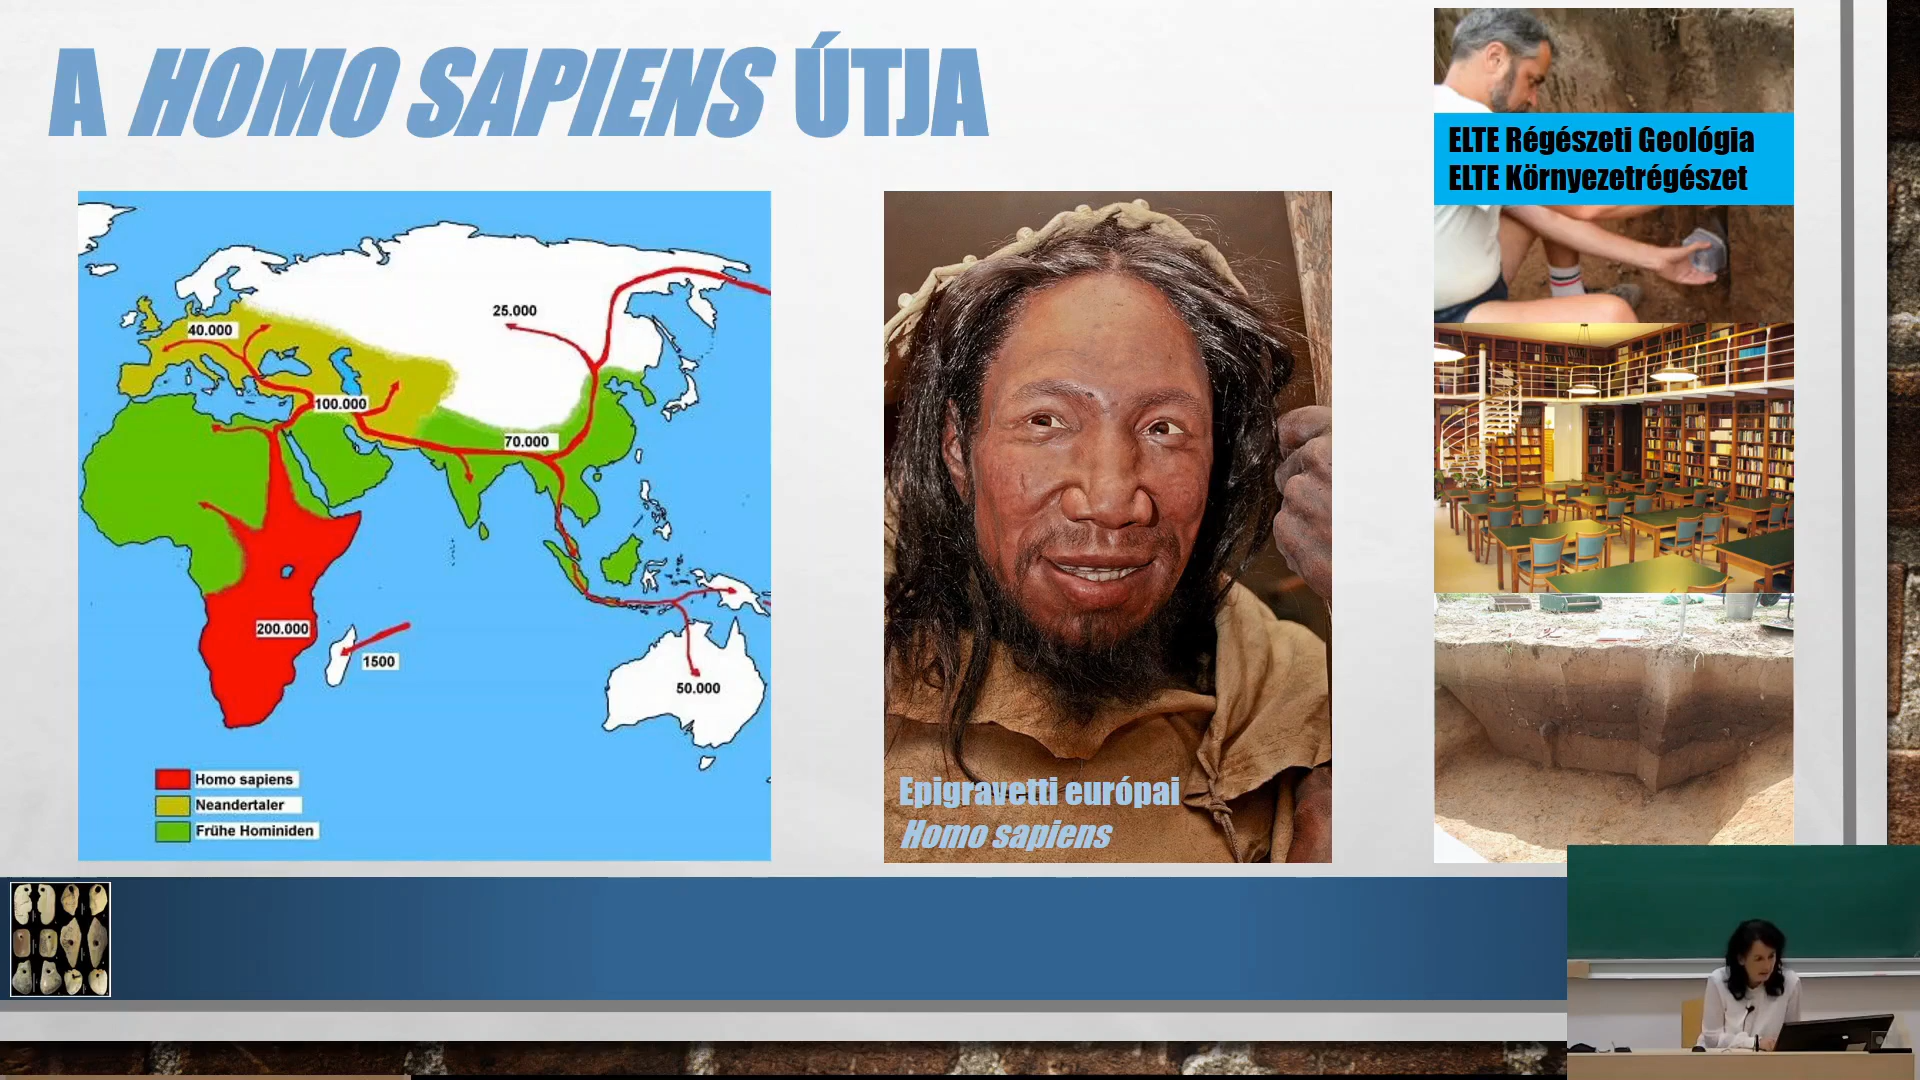 A HOMO SAPIENS ÚTJA
ELTE Régészeti Geológia
ELTE Környezetrégészet
25.000
40.000
100.000
70.000
200.000
1500
50.000
Homo sapiens
Neandertaler
Frühe Hominiden
Epigravetti európai
Homo sapiens